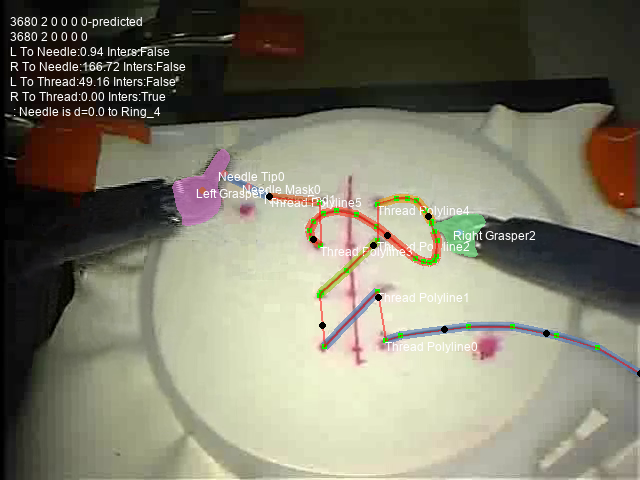 3680 2 0 0 0 0-predicted
3680 2 0 0 0 0
L To Needle:0.94 Inters:False
R To Needle:166.72 Inters:False
L To Thread:49.16 Inters:False
R To Thread:0.00 Inters:True
: Needle is d=0.0 to Ring_4
Needle Tip0
Needle Mask0
Left Grasper
Thread Polyline5
Thread Polyline4
Right Grasper2
Thread Polyline2
Thread Polyline3
Thread Polyline1
Thread Polyline0